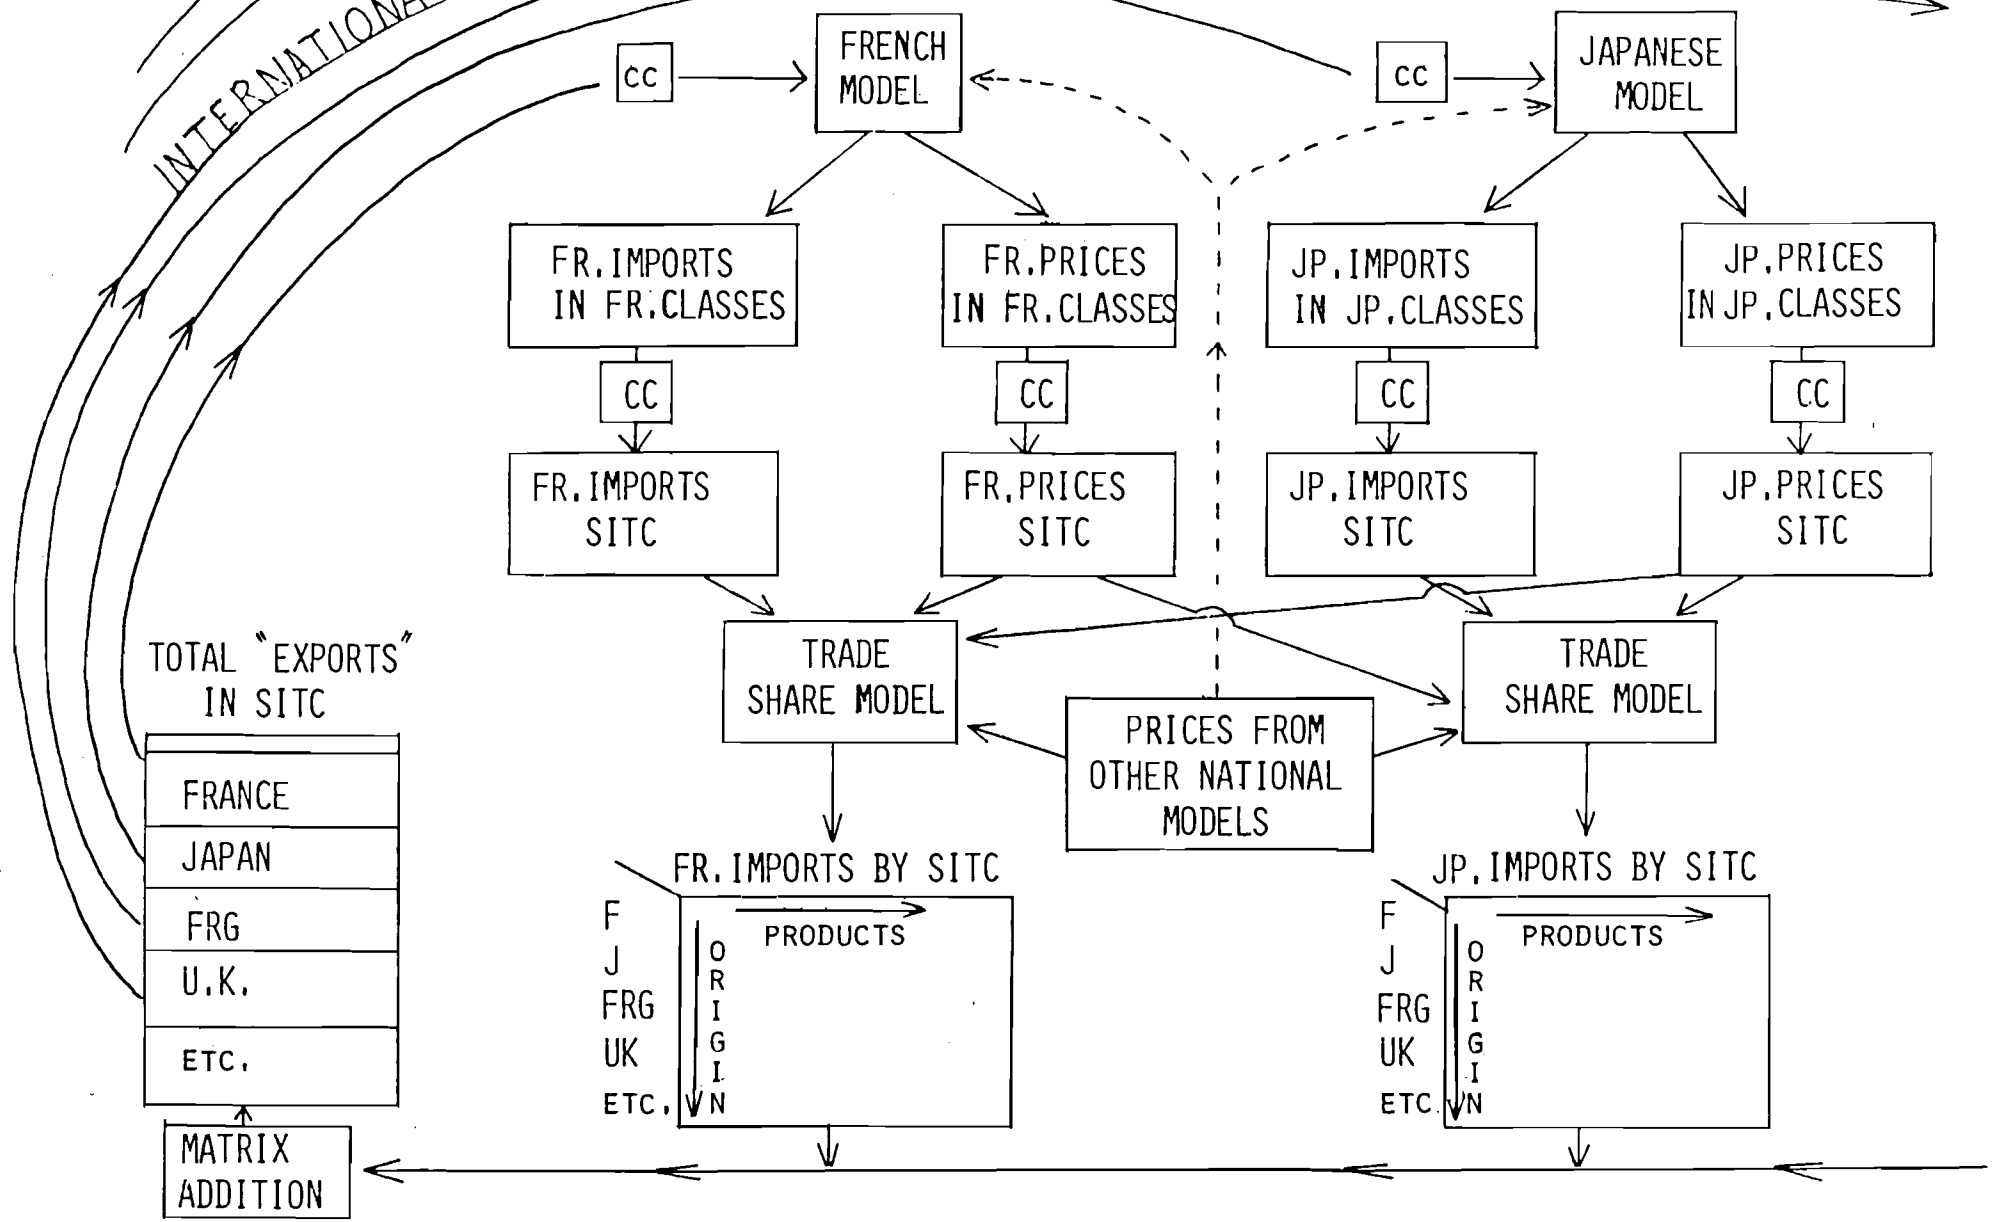 INTERNATIONA
CC
FRENCH
MODEL
CC
JAPANESE
MODEL
FR.IMPORTS
IN FR.CLASSES
FR.PRICES
IN FR.CLASSES
JP.IMPORTS
IN JP.CLASSES
JP.PRICES
IN JP.CLASSES
CC
CC
CC
CC
FR.IMPORTS
SITC
FR.PRICES
SITC
JP.IMPORTS
SITC
JP.PRICES
SITC
TOTAL "EXPORTS"
IN SITC
TRADE
SHARE MODEL
TRADE
SHARE MODEL
PRICES FROM
OTHER NATIONAL
MODELS
FRANCE
JAPAN
FRG
U.K.
ETC.
MATRIX
ADDITION
FR.IMPORTS BY SITC
F
J
FRG
UK
ETC.
PRODUCTS
ORIGIN
JP.IMPORTS BY SITC
F
J
FRG
UK
ETC.
PRODUCTS
ORIGIN